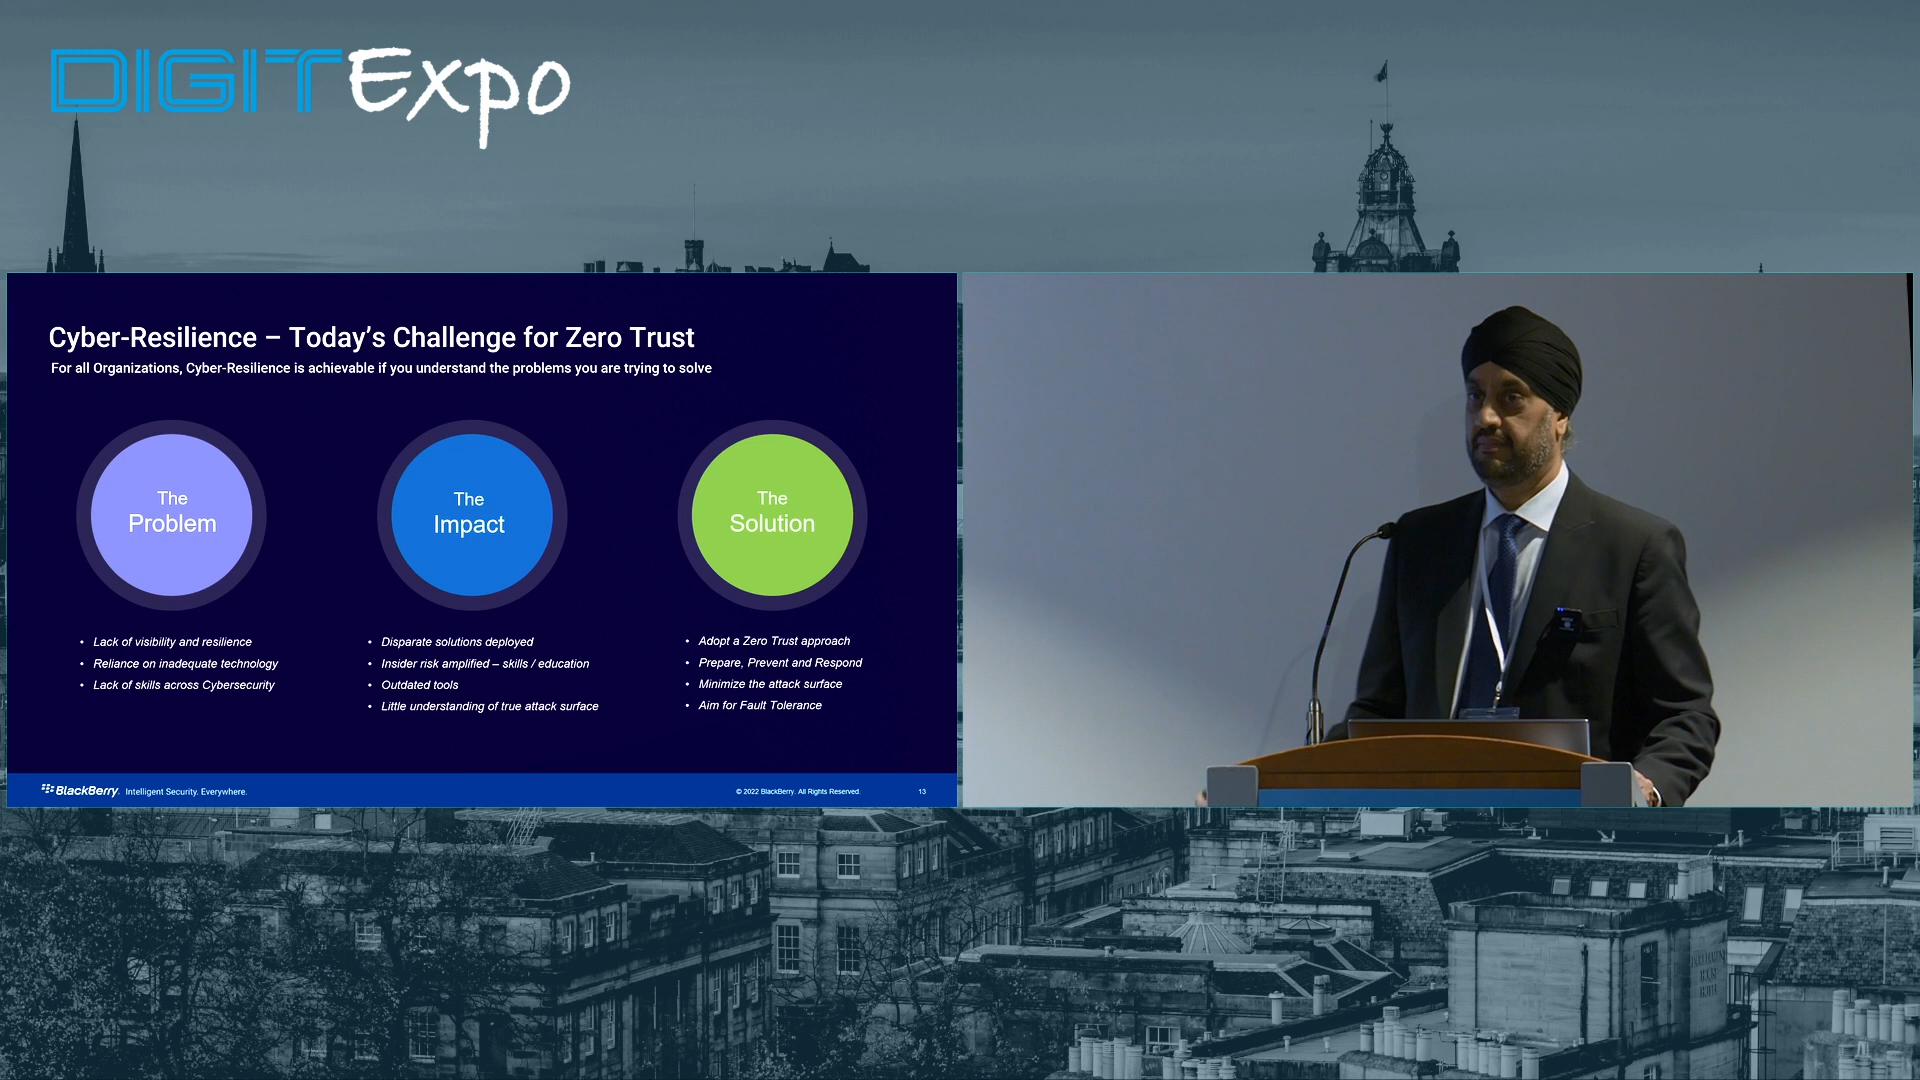 DIGIT Expo
Cyber-Resilience – Today's Challenge for Zero Trust
For all Organizations, Cyber-Resilience is achievable if you understand the problems you are trying to solve
The
Problem
• Lack of visibility and resilience
• Reliance on inadequate technology
• Lack of skills across Cybersecurity
The
Impact
• Disparate solutions deployed
• Insider risk amplified – skills / education
• Outdated tools
• Little understanding of true attack surface
The
Solution
• Adopt a Zero Trust approach
• Prepare, Prevent and Respond
• Minimize the attack surface
• Aim for Fault Tolerance
BlackBerry. Intelligent Security. Everywhere.
© 2022 BlackBerry. All Rights Reserved.
13